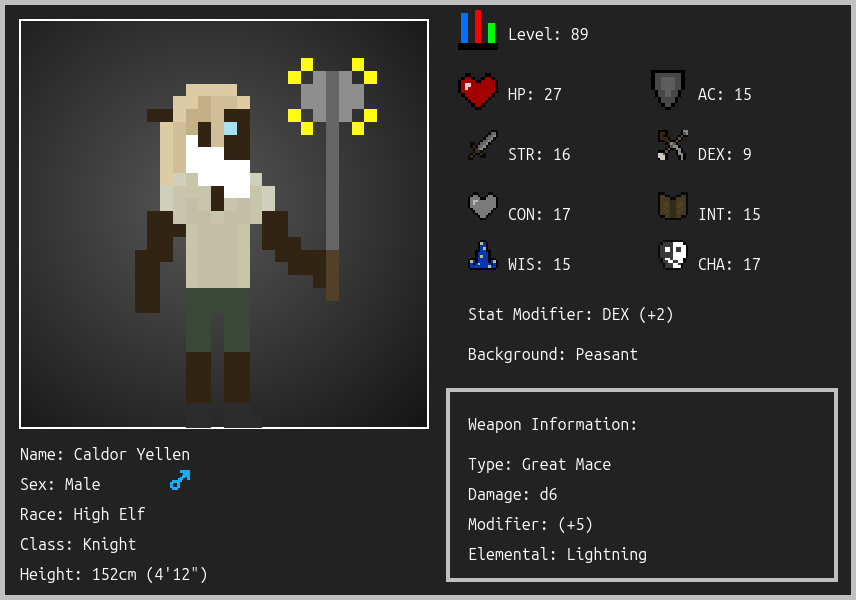 Level: 89
HP: 27
AC: 15
STR: 16
DEX: 9
CON: 17
INT: 15
WIS: 15
CHA: 17
Stat Modifier: DEX (+2)
Background: Peasant
Weapon Information:
Type: Great Mace
Damage: d6
Modifier: (+5)
Elemental: Lightning
Name: Caldor Yellen
Sex: Male
Race: High Elf
Class: Knight
Height: 152cm (4'12")